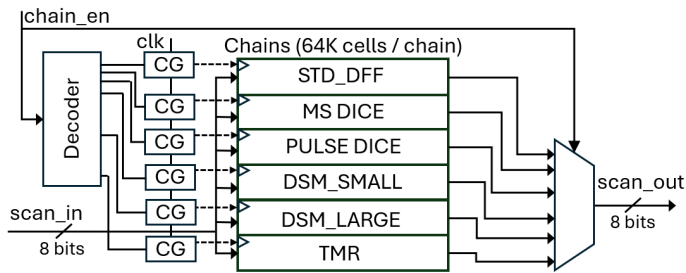 chain_en
clk
Chains (64K cells / chain)
Decoder
CG
STD_DFF
CG
MS DICE
CG
PULSE DICE
CG
DSM_SMALL
CG
DSM_LARGE
CG
TMR
scan_in
8 bits
scan_out
8 bits